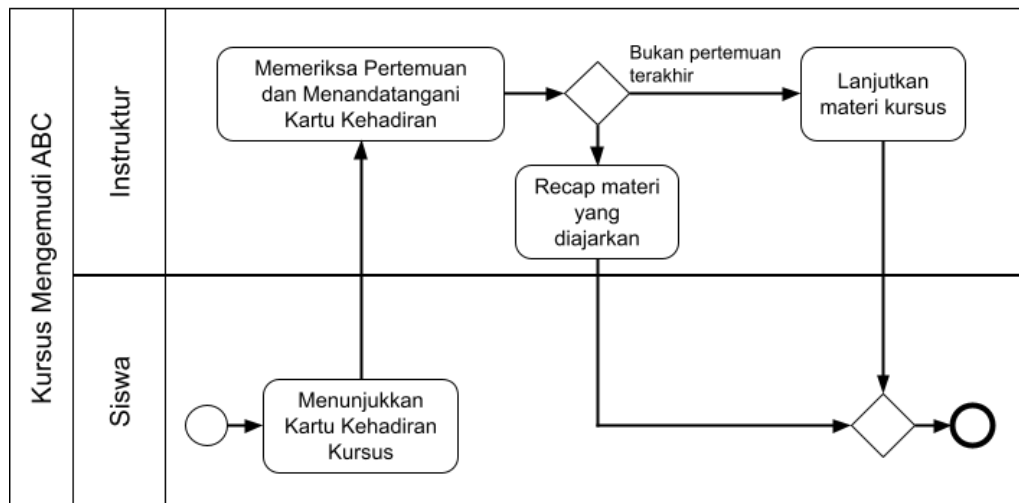 Kursus Mengemudi ABC
Instruktur
Memeriksa Pertemuan
dan Menandatangani
Kartu Kehadiran
Bukan pertemuan
terakhir
Lanjutkan
materi kursus
Recap materi
yang
diajarkan
Siswa
Menunjukkan
Kartu Kehadiran
Kursus